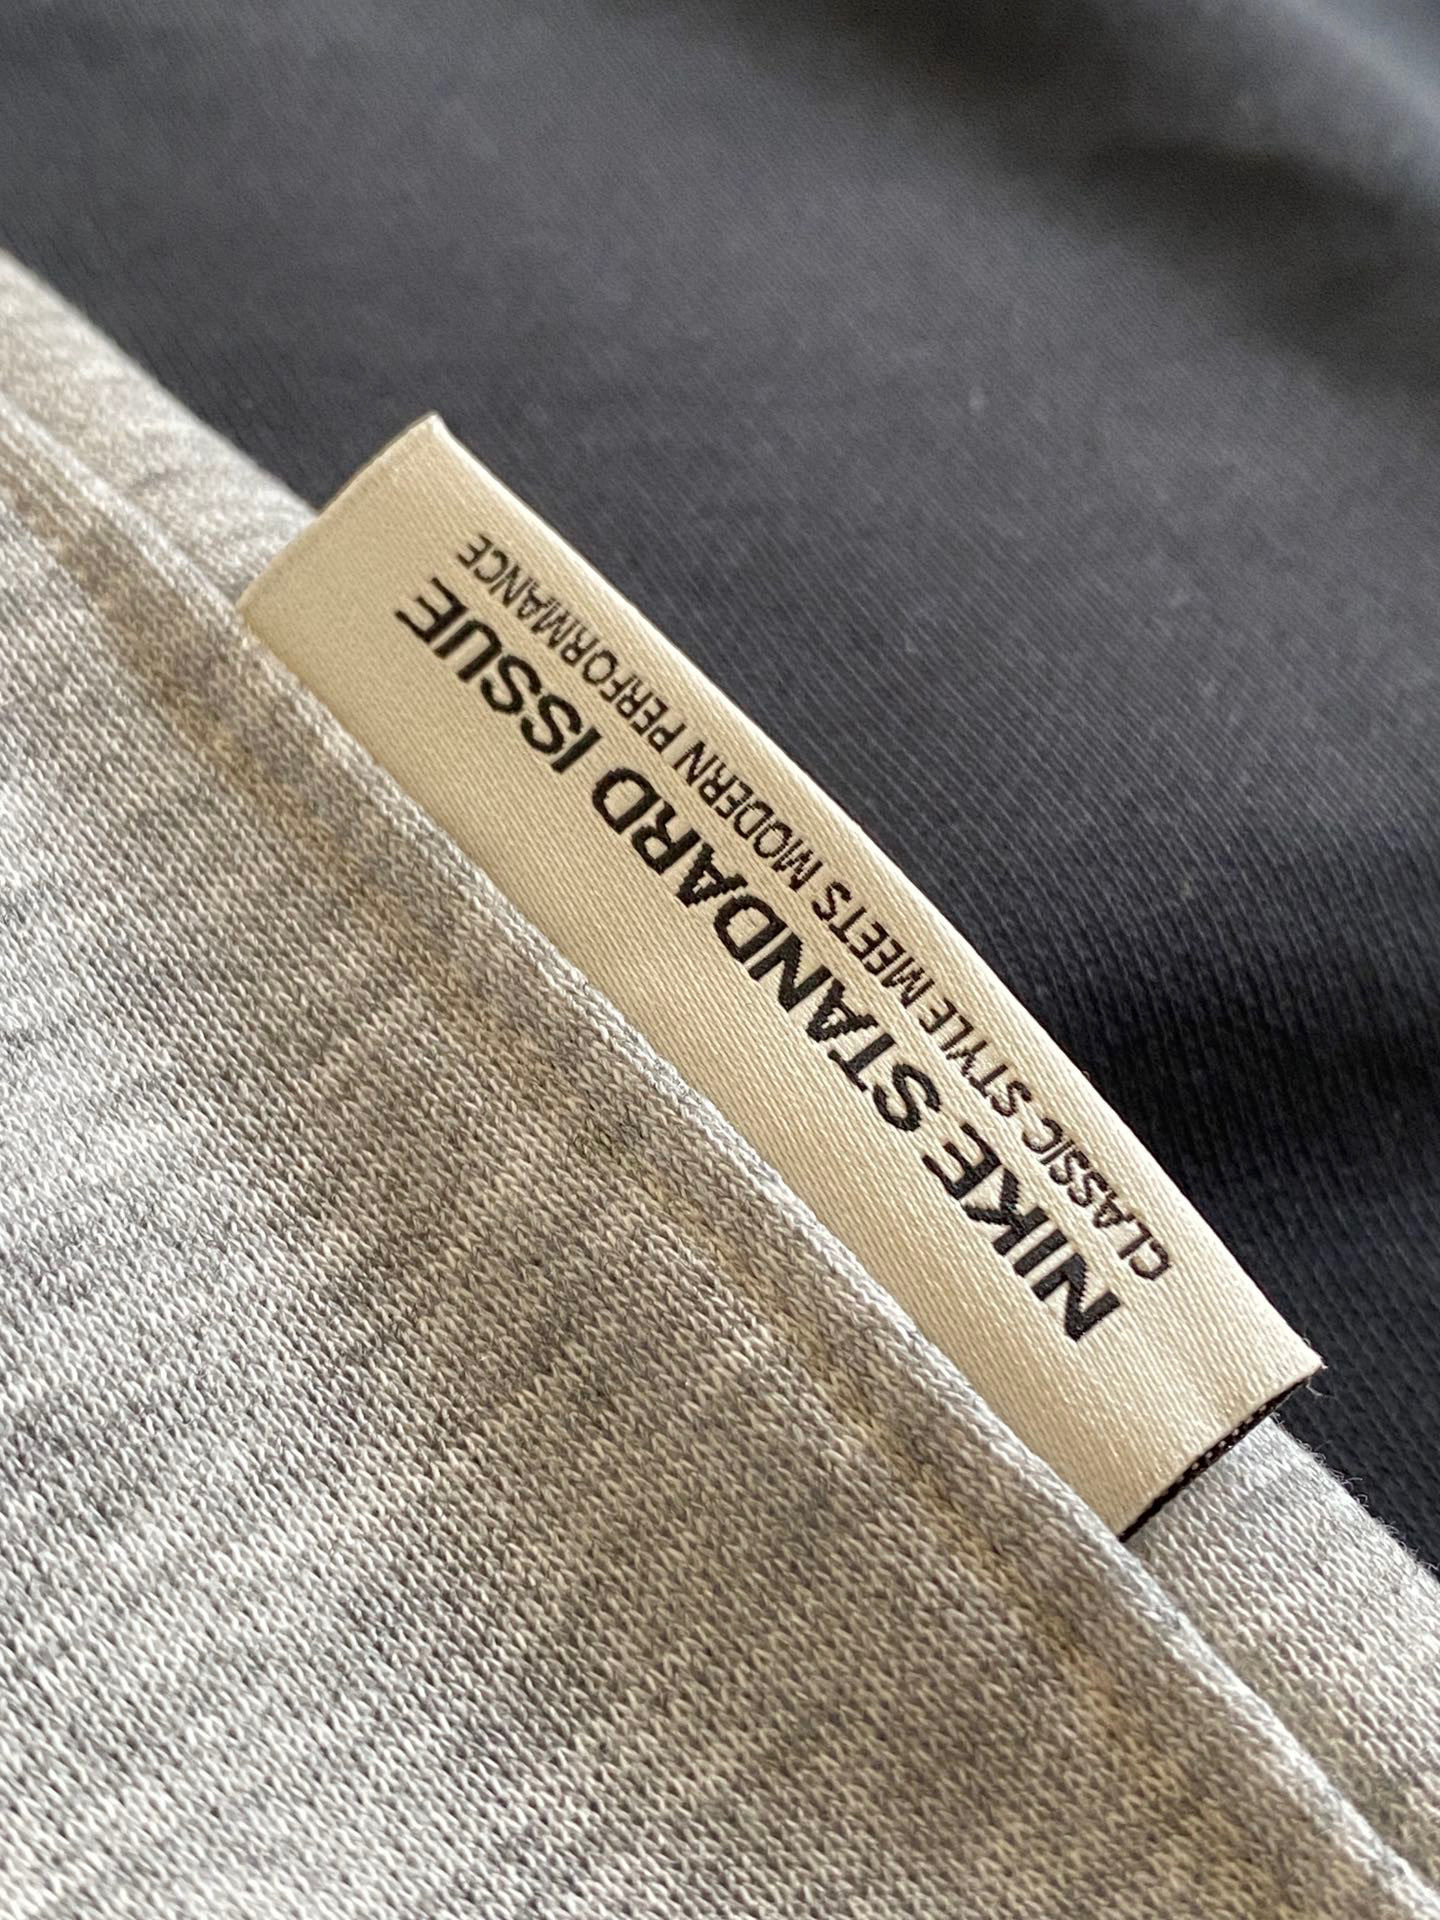 NIKE STANDARD ISSUE
CLASSIC STYLE MEETS MODERN PERFORMANCE